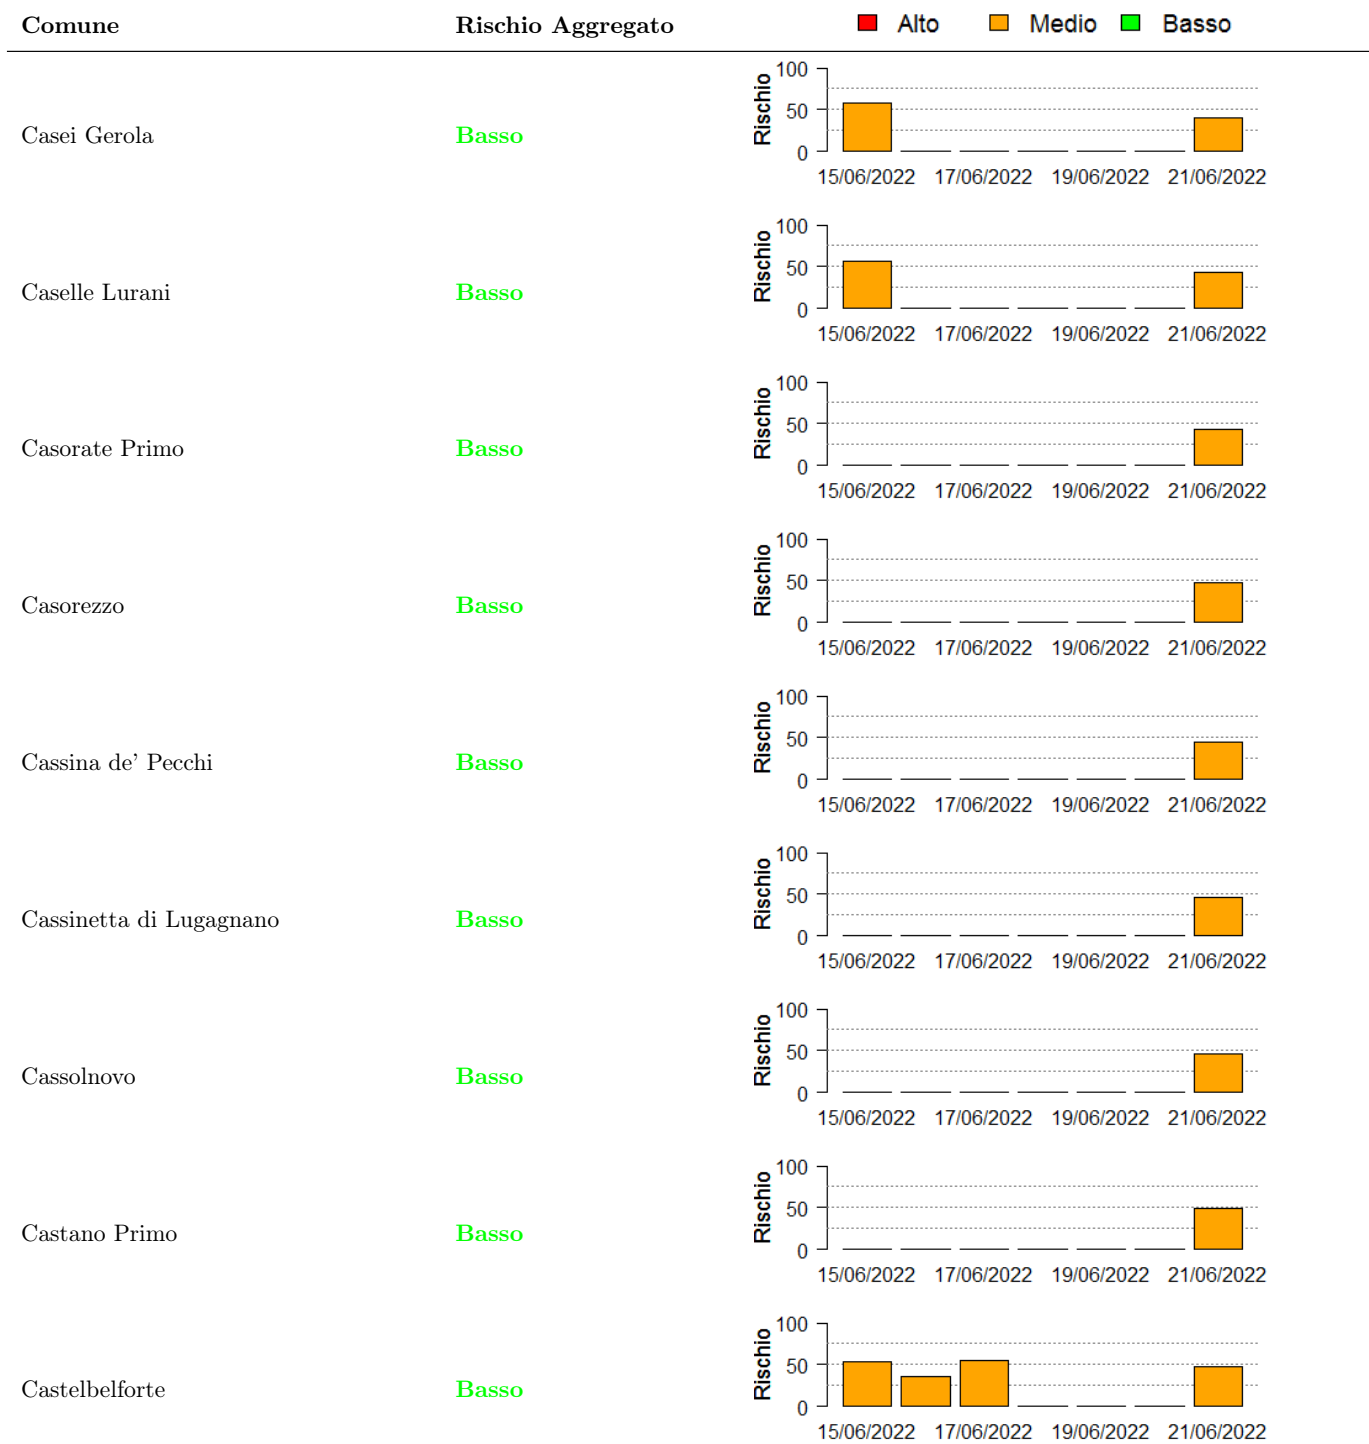 Comune Rischio Aggregato Alto Medio Basso
100
50
0
Rischio
Casei Gerola Basso
15/06/2022 17/06/2022 19/06/2022 21/06/2022
100
50
0
Rischio
Caselle Lurani Basso
15/06/2022 17/06/2022 19/06/2022 21/06/2022
100
50
0
Rischio
Casorate Primo Basso
15/06/2022 17/06/2022 19/06/2022 21/06/2022
100
50
0
Rischio
Casorezzo Basso
15/06/2022 17/06/2022 19/06/2022 21/06/2022
100
50
0
Rischio
Cassina de' Pecchi Basso
15/06/2022 17/06/2022 19/06/2022 21/06/2022
100
50
0
Rischio
Cassinetta di Lugagnano Basso
15/06/2022 17/06/2022 19/06/2022 21/06/2022
100
50
0
Rischio
Cassolnovo Basso
15/06/2022 17/06/2022 19/06/2022 21/06/2022
100
50
0
Rischio
Castano Primo Basso
15/06/2022 17/06/2022 19/06/2022 21/06/2022
100
50
0
Rischio
Castelbelforte Basso
15/06/2022 17/06/2022 19/06/2022 21/06/2022